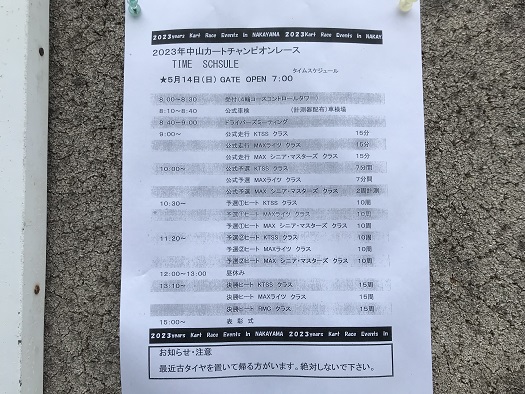 2023years Kart Race Events in NAKAYAMA 2023years Kart Race Events in NAKAY
2023年中山カートチャンピオンレース
TIME SCHSULE タイムスケジュール
★5月14日(日) GATE OPEN 7:00
8:00～8:30 受付(4輪コースコントロールタワー)
8:10～8:40 公式車検 (計測器配布)車検場
8:40～9:00 ドライバーズミーティング
9:00～ 公式走行 KTSS クラス 15分
公式走行 MAXライツ クラス 15分
公式走行 MAX シニア・マスターズ クラス 15分
10:00～ 公式予選 KTSS クラス 7分間
公式予選 MAXライツ クラス 7分間
公式予選 MAX シニア・マスターズ クラス 2周計測
10:30～ 予選①ヒート KTSS クラス 10周
予選①ヒート MAXライツ クラス 10周
予選①ヒート MAX シニア・マスターズ クラス 10周
11:20～ 予選②ヒート KTSS クラス 10周
予選②ヒート MAXライツ クラス 10周
予選②ヒート MAX シニア・マスターズ クラス 10周
12:00～13:00 昼休み
13:10～ 決勝ヒート KTSS クラス 15周
決勝ヒート MAXライツ クラス 15周
決勝ヒート RMC クラス 15周
15:00～ 表 彰 式
2023years Kart Race Events in NAKAYAMA 2023years Kart Race Events in
お知らせ・注意
最近古タイヤを置いて帰る方がいます。絶対しないで下さい。